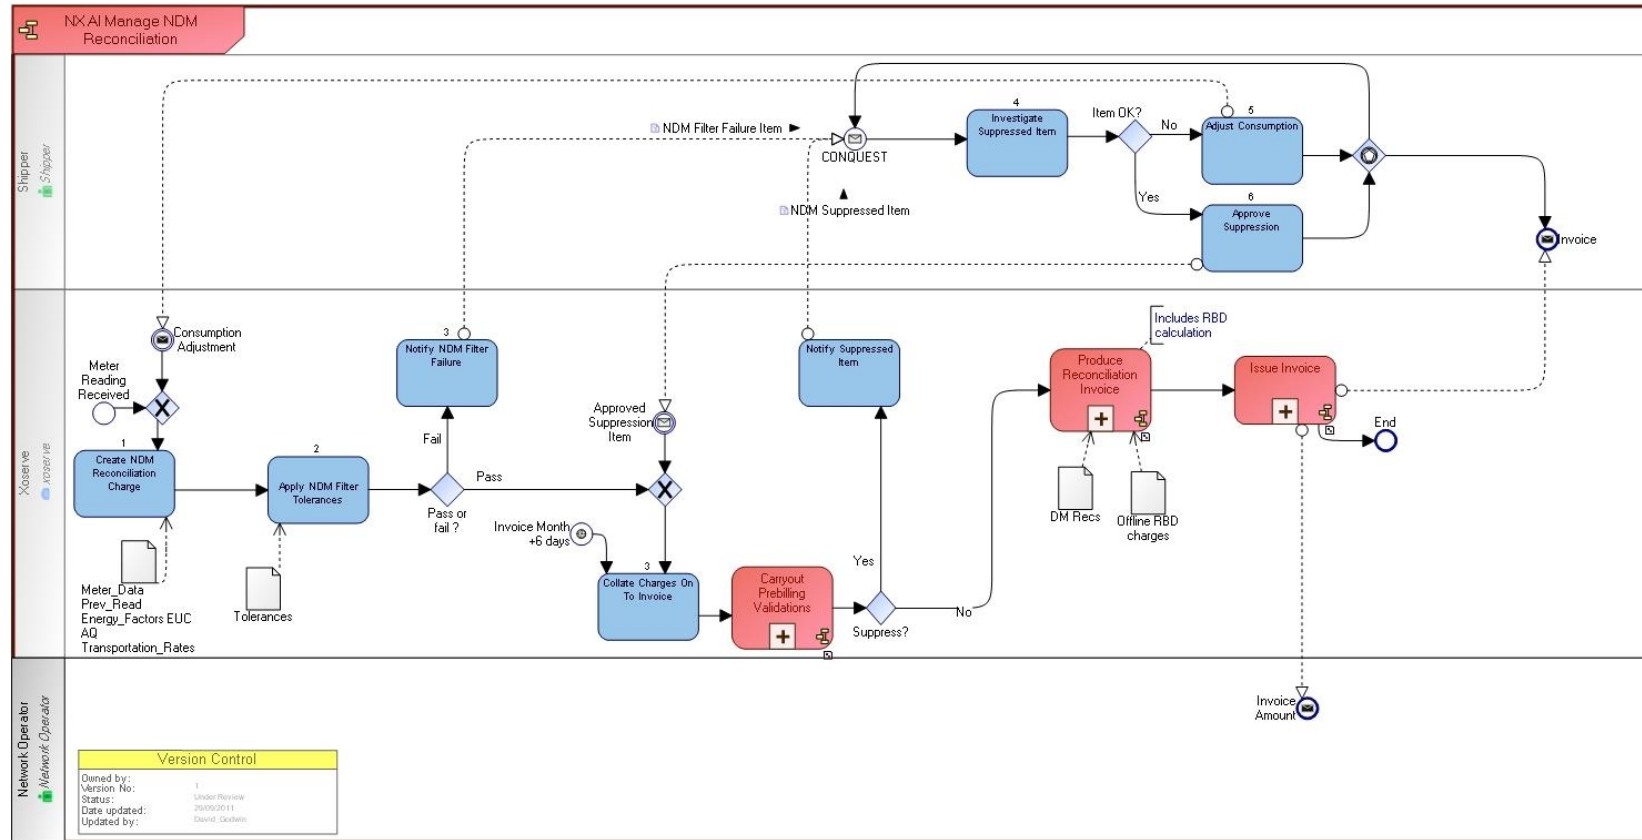 NX AI Manage NDM
Reconciliation
Shipper
Shipper
NDM Filter Failure Item
CONQUEST
NDM Suppressed Item
4
Investigate
Suppressed Item
Item OK?
No
Yes
5
Adjust Consumption
6
Approve
Suppression
Invoice
Xoserve
xoserve
Consumption
Adjustment
Meter
Reading
Received
1
Create NDM
Reconciliation
Charge
Meter_Data
Prev_Read
Energy_Factors EUC
AQ
Transportation_Rates
2
Apply NDM Filter
Tolerances
Tolerances
3
Notify NDM Filter
Failure
Fail
Pass
Pass or
fail ?
Approved
Suppression
Item
Invoice Month
+6 days
3
Collate Charges On
To Invoice
Carryout
Prebilling
Validations
Notify Suppressed
Item
Yes
Suppress?
No
Includes RBD
calculation
Produce
Reconciliation
Invoice
DM Recs
Offline RBD
charges
Issue Invoice
End
Network Operator
Network Operator
Invoice
Amount
Version Control
Owned by:
Version No: 1
Status: Under Review
Date updated: 29/09/2011
Updated by: David_Godwin